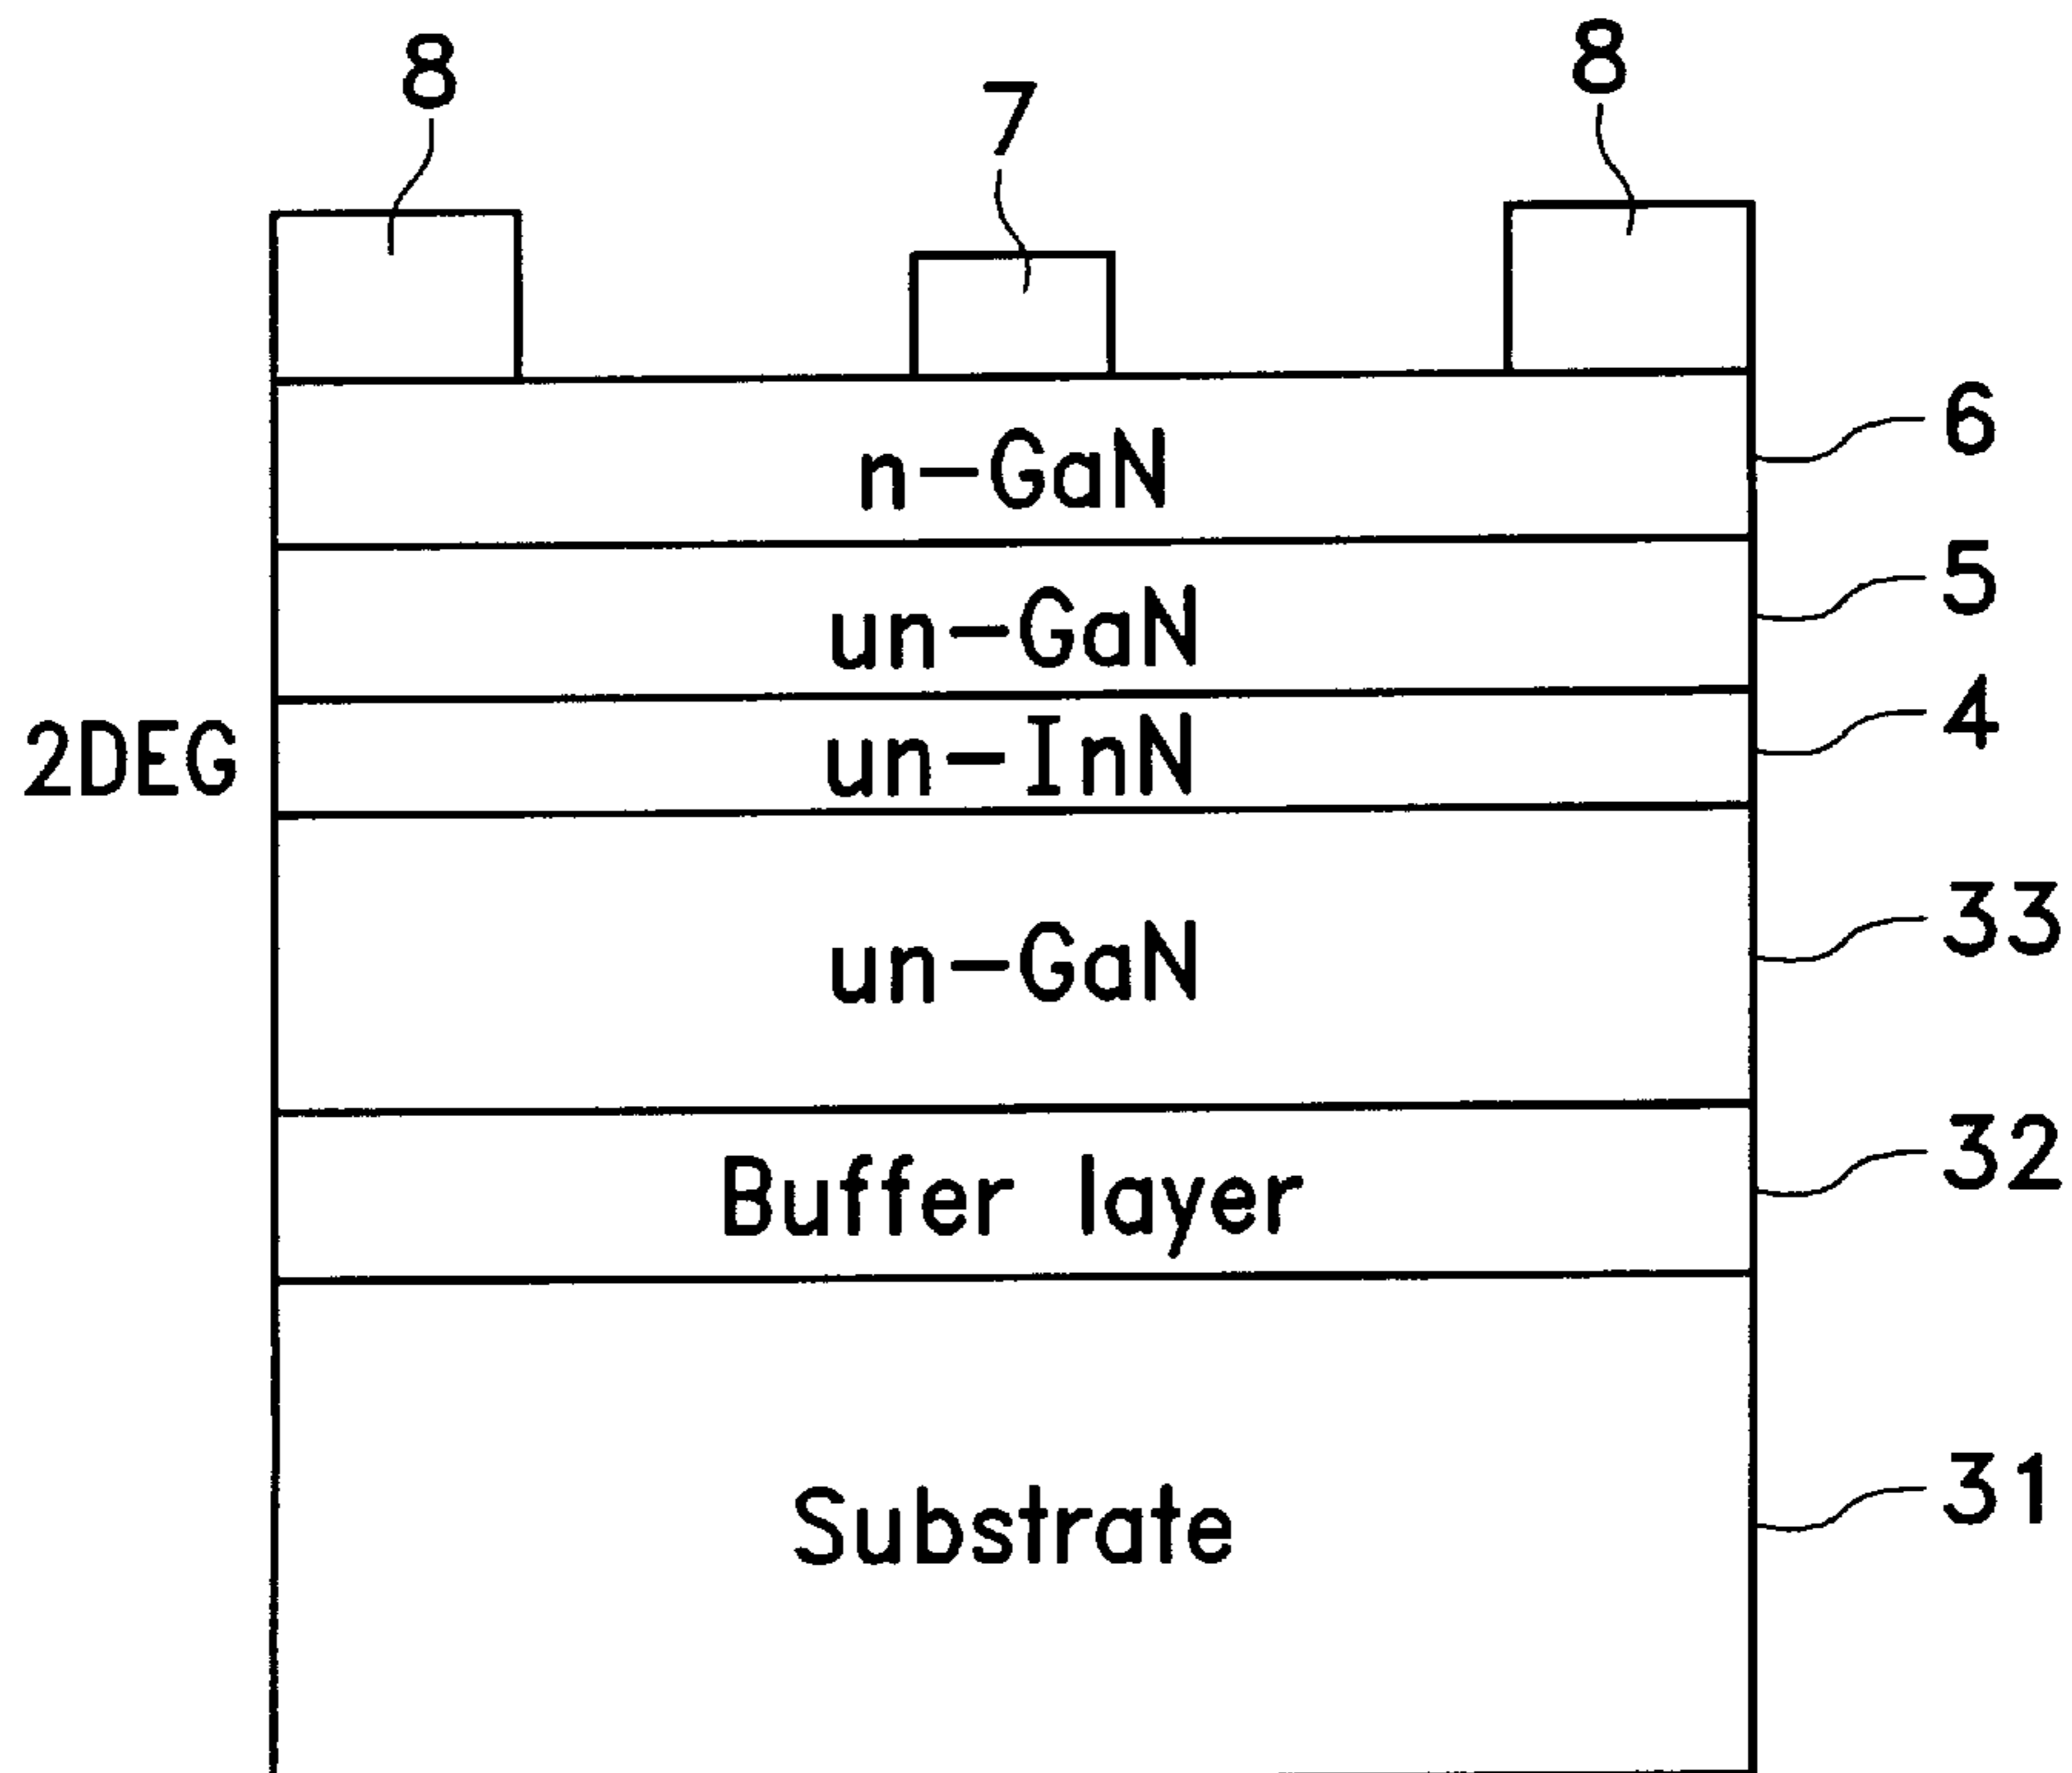 8
7
8
n-GaN
6
un-GaN
5
2DEG
un-InN
4
un-GaN
33
Buffer layer
32
Substrate
31